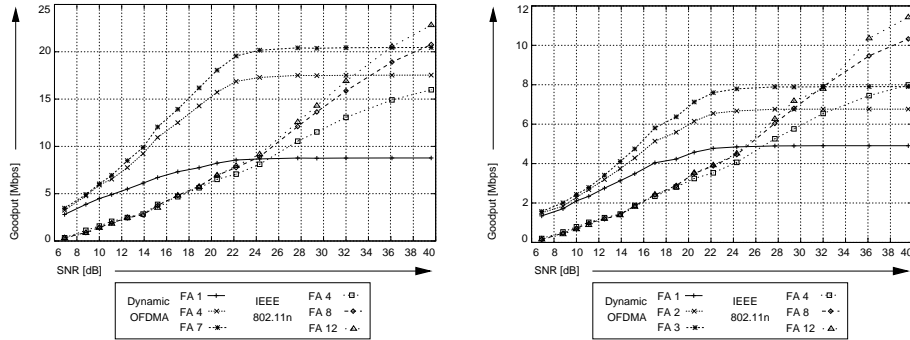 25
20
15
10
5
0
Goodput [Mbps]
6 8 10 12 14 16 18 20 22 24 26 28 30 32 34 36 38 40
SNR [dB]
Dynamic OFDMA
FA 1
FA 4
FA 7
IEEE 802.11n
FA 4
FA 8
FA 12
12
10
8
6
4
2
0
Goodput [Mbps]
6 8 10 12 14 16 18 20 22 24 26 28 30 32 34 36 38 40
SNR [dB]
Dynamic OFDMA
FA 1
FA 2
FA 3
IEEE 802.11n
FA 4
FA 8
FA 12